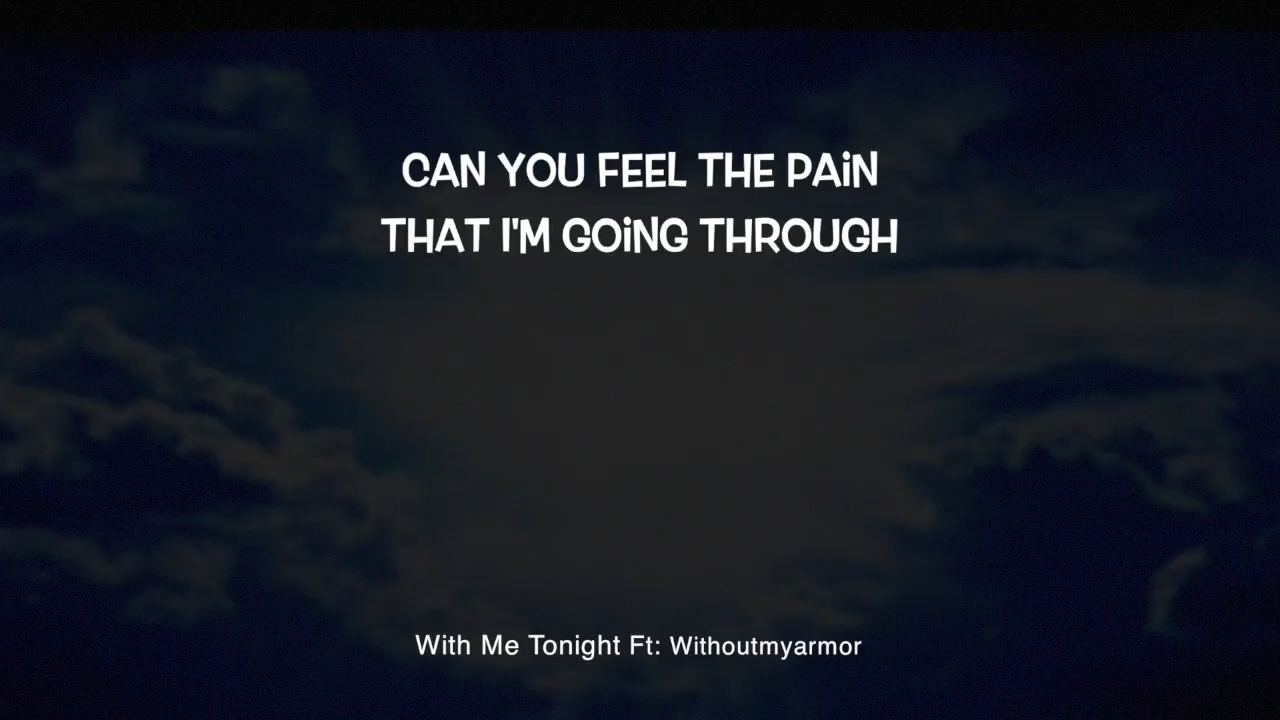 CAN YOU FEEL THE PAiN
THAT I'M GOiNG THROUGH
With Me Tonight Ft: Withoutmyarmor